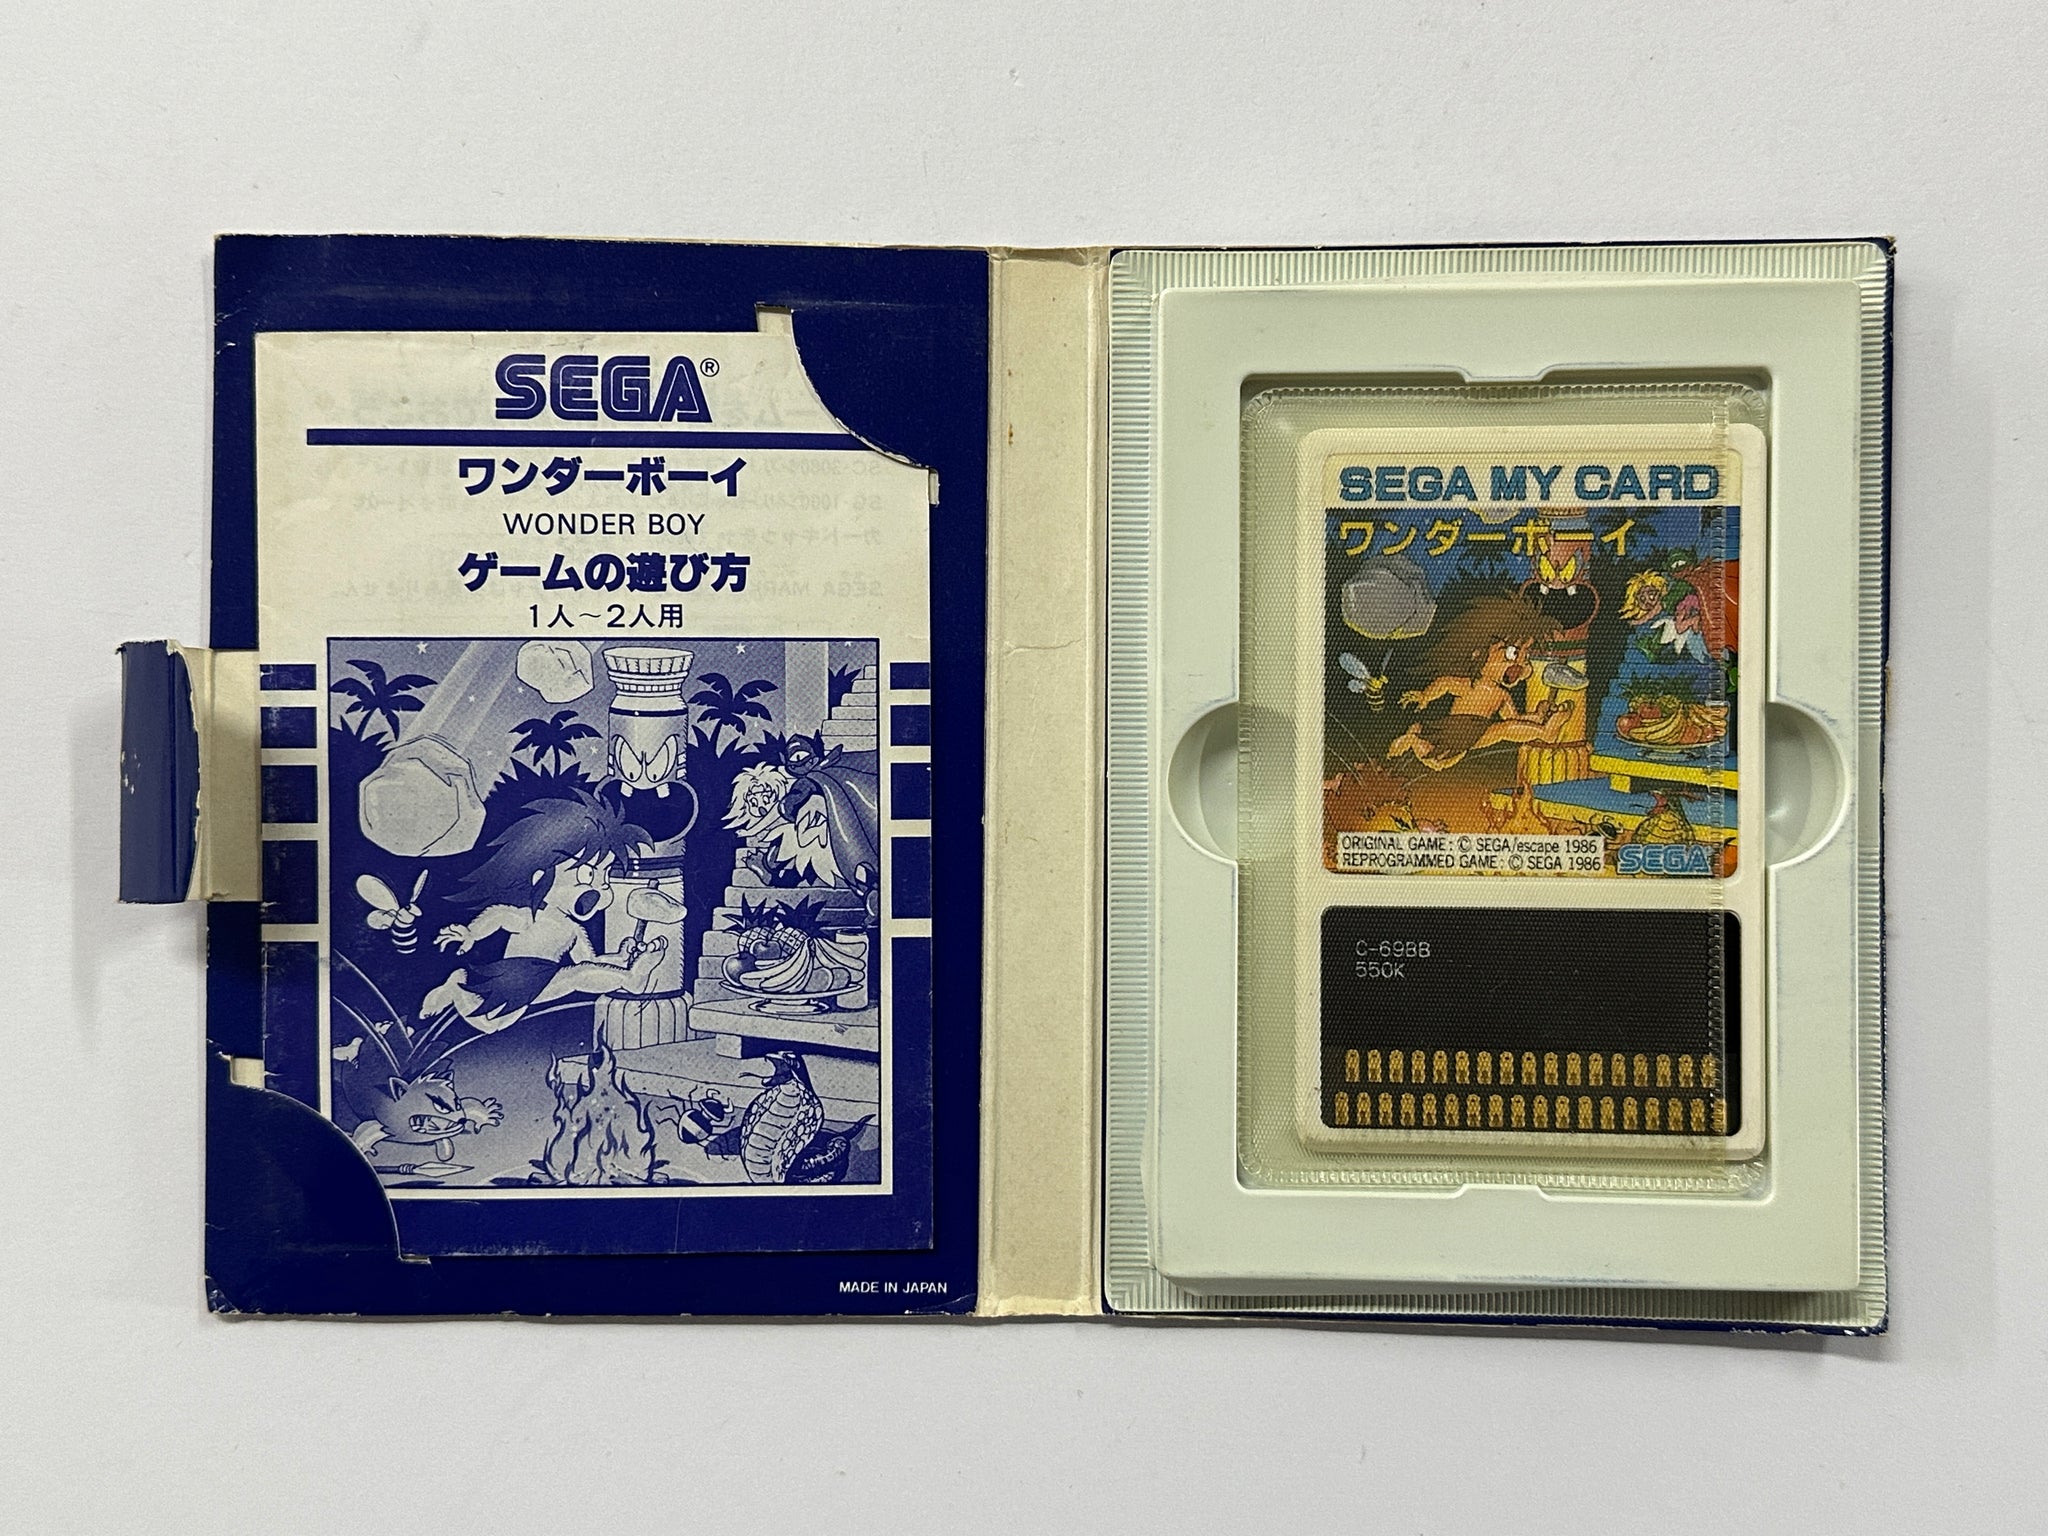 SEGA®
ワンダーボーイ
WONDER BOY
ゲームの遊び方
1人～2人用
MADE IN JAPAN
SEGA MY CARD
ワンダーボーイ
ORIGINAL GAME: © SEGA/escape 1986
REPROGRAMMED GAME: © SEGA 1986
SEGA
C-69BB
550K